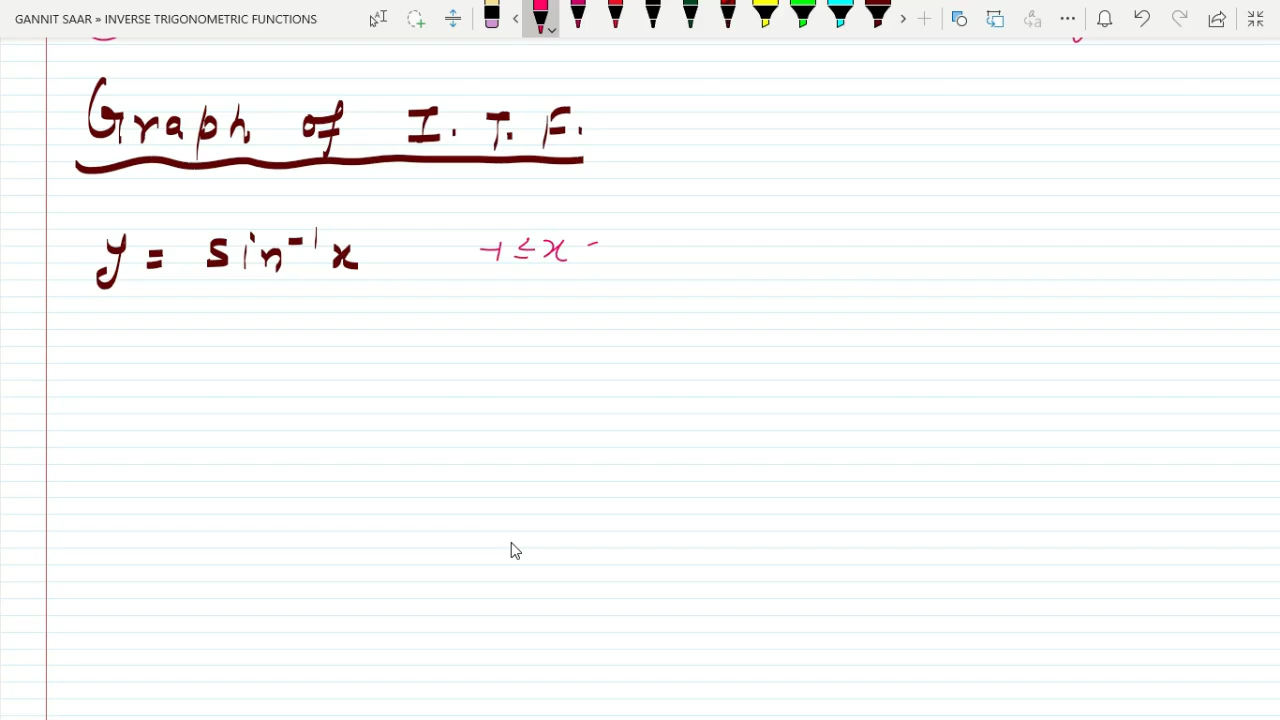 GANNIT SAAR » INVERSE TRIGONOMETRIC FUNCTIONS
Graph of I. T. F.
y = sin⁻¹x -1 ≤ x -